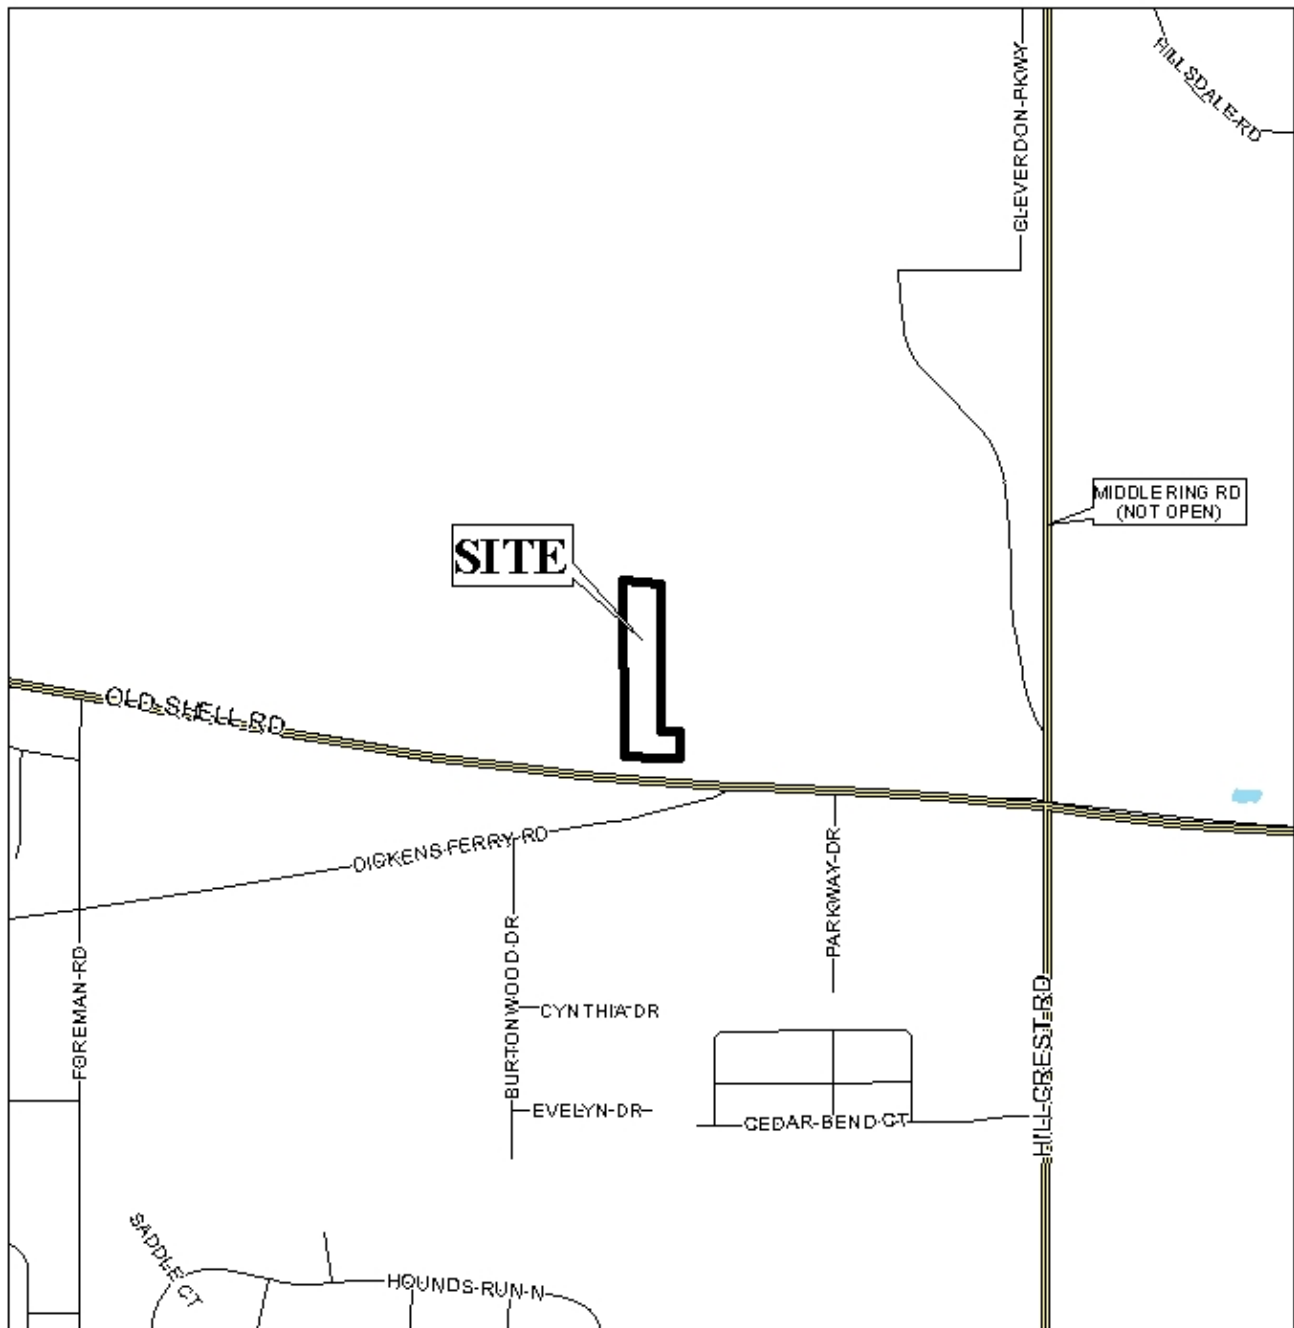 GLEVERDON PKWY
HILLSDALE RD
MIDDLE RING RD
(NOT OPEN)
SITE
OLD SHELL RD
DICKENS FERRY RD
PARKWAY DR
FOREMAN RD
BURTONWOOD DR
CYNTHIA DR
HILLCREST RD
EVELYN DR
CEDAR BEND CT
SADDLE CT
HOUNDS RUN N